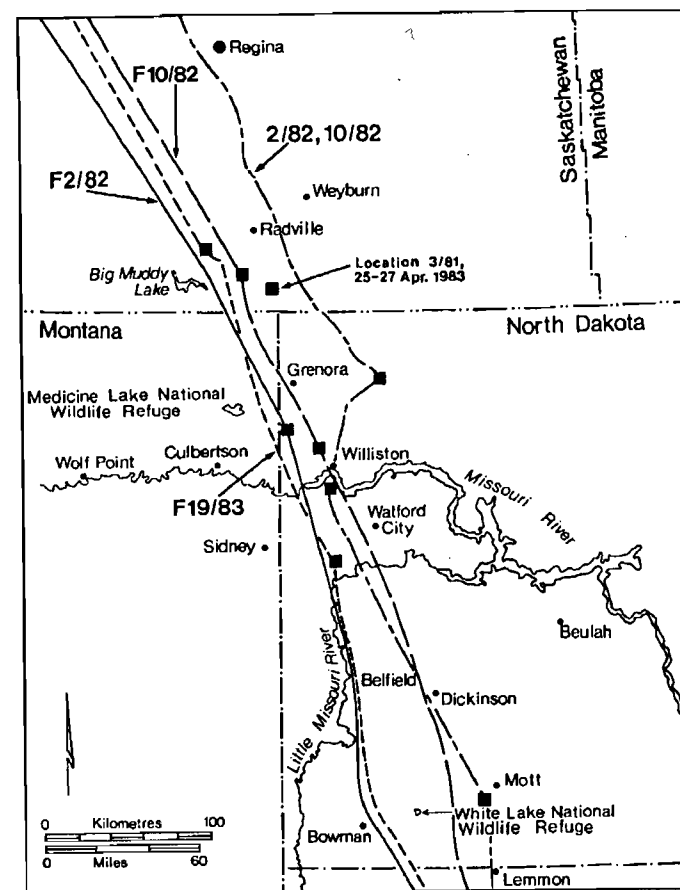 Regina
F10/82
Saskatchewan
Manitoba
2/82, 10/82
F2/82
Weyburn
Radville
Location 3/81,
25-27 Apr. 1983
Big Muddy
Lake
Montana
North Dakota
Grenora
Medicine Lake National
Wildlife Refuge
Culbertson
Williston
Wolf Point
Missouri River
F19/83
Watford
City
Sidney
Beulah
Little Missouri River
Belfield
Dickinson
Mott
White Lake National
Wildlife Refuge
Bowman
Lemmon
0 Kilometres 100
0 Miles 60